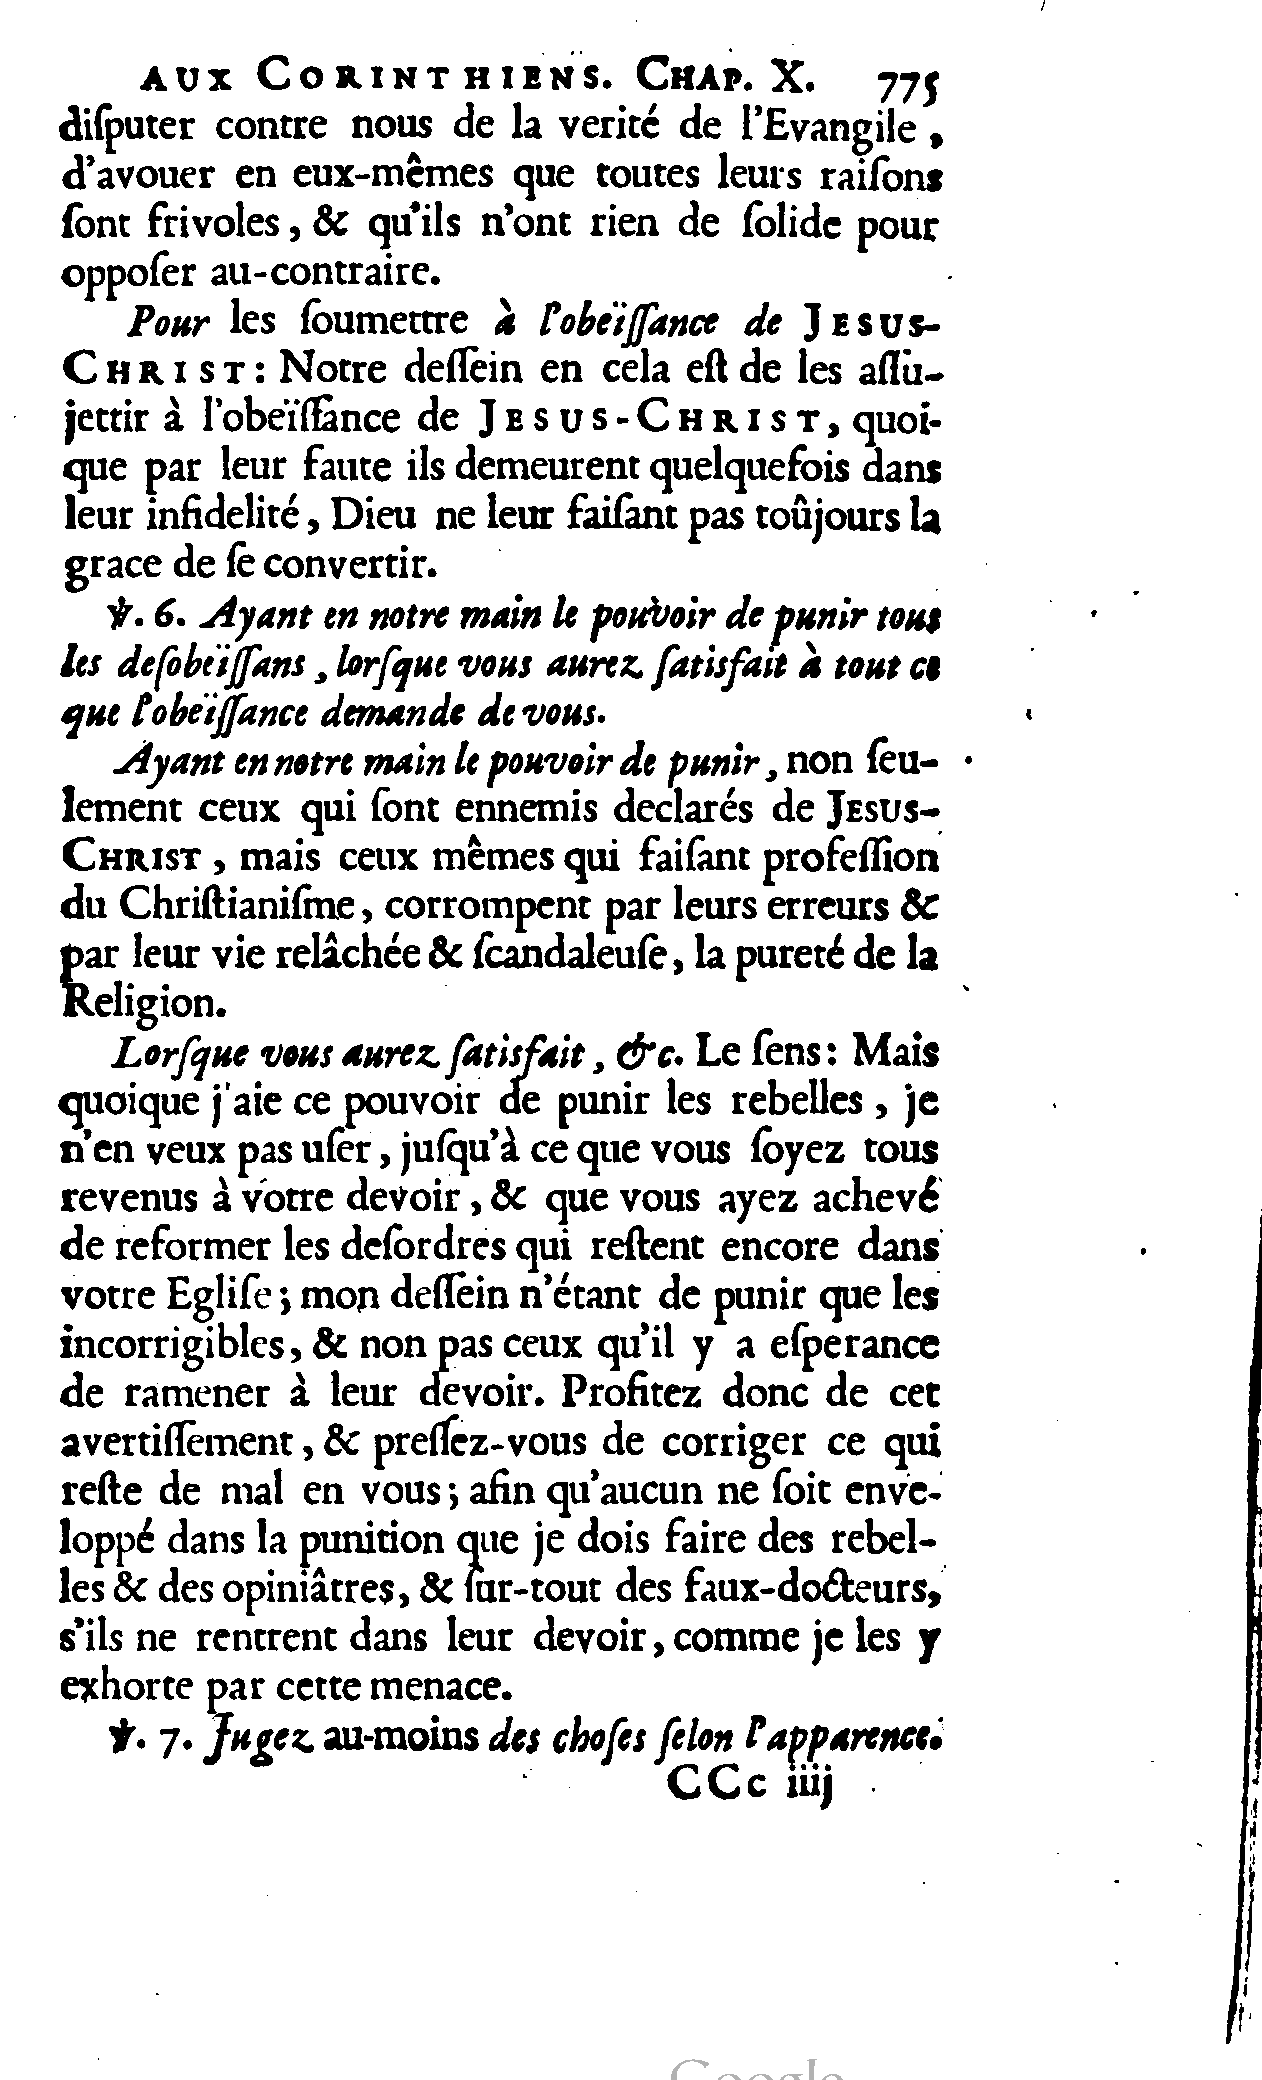 AUX CORINTHIENS. CHAP. X. 775
diſputer contre nous de la verité de l'Evangile,
d'avouer en eux-mêmes que toutes leurs raiſons
ſont frivoles, & qu'ils n'ont rien de ſolide pour
oppoſer au-contraire.
Pour les ſoumettre à l'obeïſſance de JESUS-
CHRIST: Notre deſſein en cela eſt de les aſſu-
jettir à l'obeïſſance de JESUS-CHRIST, quoi-
que par leur faute ils demeurent quelquefois dans
leur infidelité, Dieu ne leur faiſant pas toûjours la
grace de ſe convertir.
℣. 6. Ayant en notre main le pouvoir de punir tous
les deſobeïſſans, lorſque vous aurez ſatisfait à tout ce
que l'obeïſſance demande de vous.
Ayant en notre main le pouvoir de punir, non ſeu-
lement ceux qui ſont ennemis declarés de JESUS-
CHRIST, mais ceux mêmes qui faiſant profeſſion
du Chriſtianiſme, corrompent par leurs erreurs &
par leur vie relâchée & ſcandaleuſe, la pureté de la
Religion.
Lorſque vous aurez ſatisfait, &c. Le ſens: Mais
quoique j'aie ce pouvoir de punir les rebelles, je
n'en veux pas uſer, juſqu'à ce que vous ſoyez tous
revenus à votre devoir, & que vous ayez achevé
de reformer les deſordres qui reſtent encore dans
votre Egliſe; mon deſſein n'étant de punir que les
incorrigibles, & non pas ceux qu'il y a eſperance
de ramener à leur devoir. Profitez donc de cet
avertiſſement, & preſſez-vous de corriger ce qui
reſte de mal en vous; afin qu'aucun ne ſoit enve-
loppé dans la punition que je dois faire des rebel-
les & des opiniâtres, & ſur-tout des faux-docteurs,
s'ils ne rentrent dans leur devoir, comme je les y
exhorte par cette menace.
℣. 7. Jugez au-moins des choſes ſelon l'apparence.
CCc iiij
Google